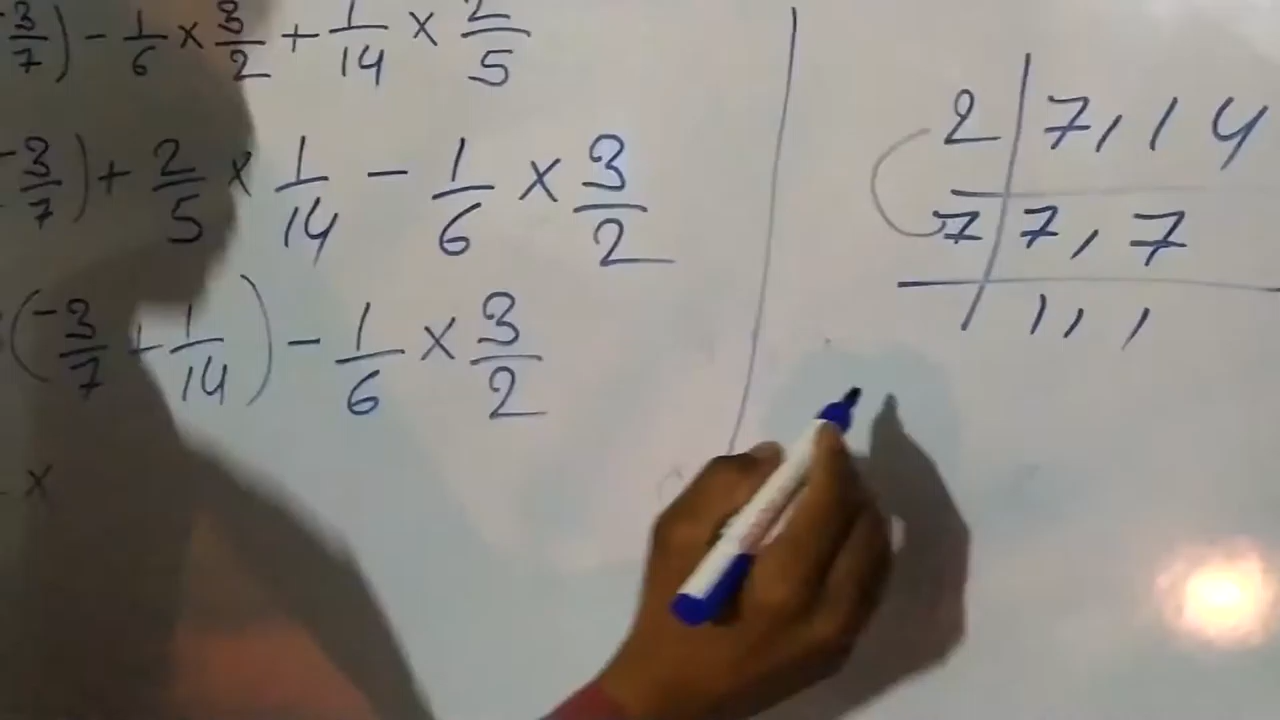 -3/7) - 1/6 × 3/2 + 1/14 × 2/5
-3/7) + 2/5 × 1/14 - 1/6 × 3/2
(-3/7 + 1/14) - 1/6 × 3/2
×
2 | 7, 14
7 | 7, 7
1, 1